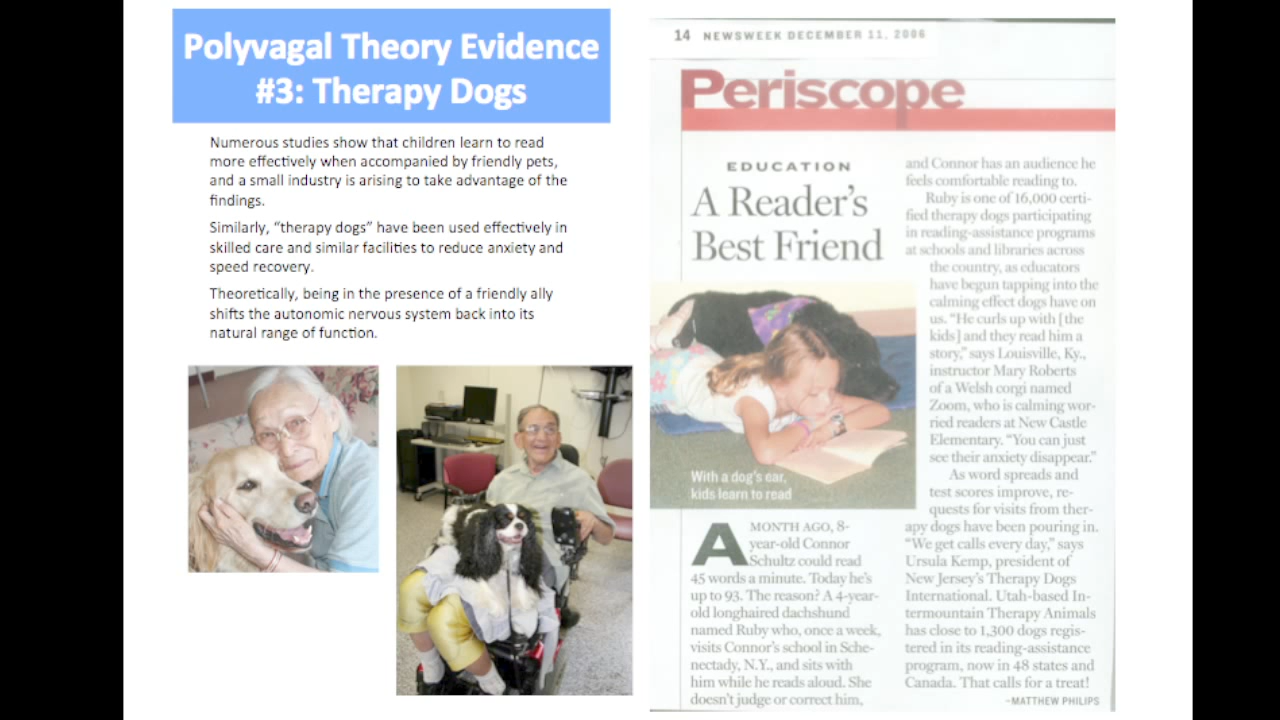 Polyvagal Theory Evidence
#3: Therapy Dogs
Numerous studies show that children learn to read
more effectively when accompanied by friendly pets,
and a small industry is arising to take advantage of the
findings.
Similarly, “therapy dogs” have been used effectively in
skilled care and similar facilities to reduce anxiety and
speed recovery.
Theoretically, being in the presence of a friendly ally
shifts the autonomic nervous system back into its
natural range of function.
14 NEWSWEEK DECEMBER 11, 2006
Periscope
EDUCATION
A Reader’s
Best Friend
With a dog’s ear,
kids learn to read
A MONTH AGO, 8-
year-old Connor
Schultz could read
45 words a minute. Today he’s
up to 93. The reason? A 4-year-
old longhaired dachshund
named Ruby who, once a week,
visits Connor’s school in Sche-
nectady, N.Y., and sits with
him while he reads aloud. She
doesn’t judge or correct him,
and Connor has an audience he
feels comfortable reading to.
Ruby is one of 16,000 certi-
fied therapy dogs participating
in reading-assistance programs
at schools and libraries across
the country, as educators
have begun tapping into the
calming effect dogs have on
us. “He curls up with [the
kids] and they read him a
story,” says Louisville, Ky.,
instructor Mary Roberts
of a Welsh corgi named
Zoom, who is calming wor-
ried readers at New Castle
Elementary. “You can just
see their anxiety disappear.”
As word spreads and
test scores improve, re-
quests for visits from ther-
apy dogs have been pouring in.
“We get calls every day,” says
Ursula Kemp, president of
New Jersey’s Therapy Dogs
International. Utah-based In-
termountain Therapy Animals
has close to 1,300 dogs regis-
tered in its reading-assistance
program, now in 48 states and
Canada. That calls for a treat!
–MATTHEW PHILIPS